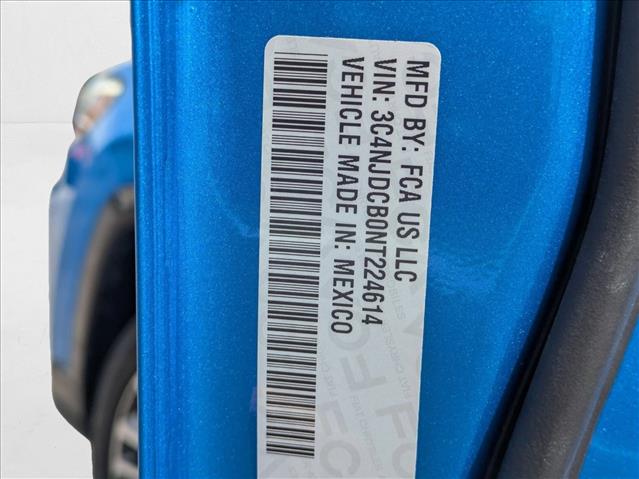 MFD BY: FCA US LLC
VIN: 3C4NJDCB0NT224614
VEHICLE MADE IN: MEXICO